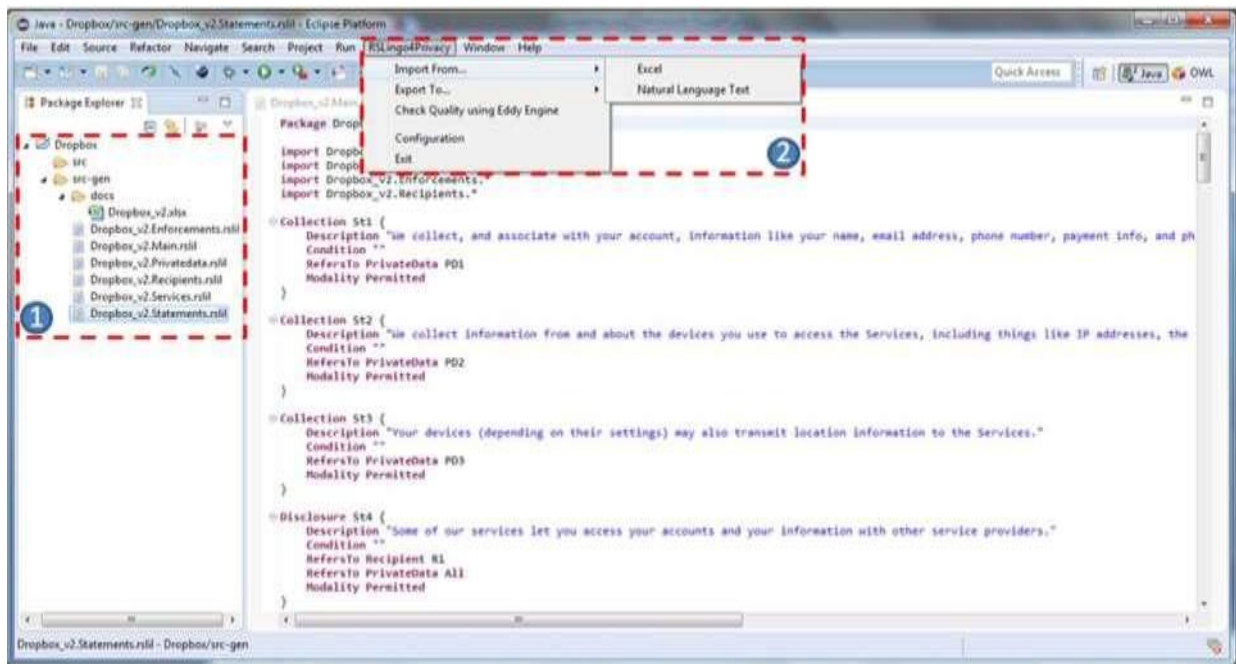 Java - Dropbox/src-gen/Dropbox_v2.Statements.rslil - Eclipse Platform
File Edit Source Refactor Navigate Search Project Run RSLingo4Privacy Window Help
Import From...
Export To...
Check Quality using Eddy Engine
Configuration
Exit
Excel
Natural Language Text
2
Quick Access
Java
OWL
Package Explorer
Dropbox
src
src-gen
docs
Dropbox_v2.xlsx
Dropbox_v2.Enforcements.rslil
Dropbox_v2.Main.rslil
Dropbox_v2.Privatedata.rslil
Dropbox_v2.Recipients.rslil
Dropbox_v2.Services.rslil
Dropbox_v2.Statements.rslil
1
Dropbox_v2.Main
Package Drop
import Dropb
import Dropb
import Dropbox_v2.Enforcements.*
import Dropbox_v2.Recipients.*
Collection St1 {
Description "We collect, and associate with your account, information like your name, email address, phone number, payment info, and ph
Condition ""
RefersTo PrivateData PD1
Modality Permitted
}
Collection St2 {
Description "We collect information from and about the devices you use to access the Services, including things like IP addresses, the
Condition ""
RefersTo PrivateData PD2
Modality Permitted
}
Collection St3 {
Description "Your devices (depending on their settings) may also transmit location information to the Services."
Condition ""
RefersTo PrivateData PD3
Modality Permitted
}
Disclosure St4 {
Description "Some of our services let you access your accounts and your information with other service providers."
Condition ""
RefersTo Recipient R1
RefersTo PrivateData All
Modality Permitted
}
Dropbox_v2.Statements.rslil - Dropbox/src-gen